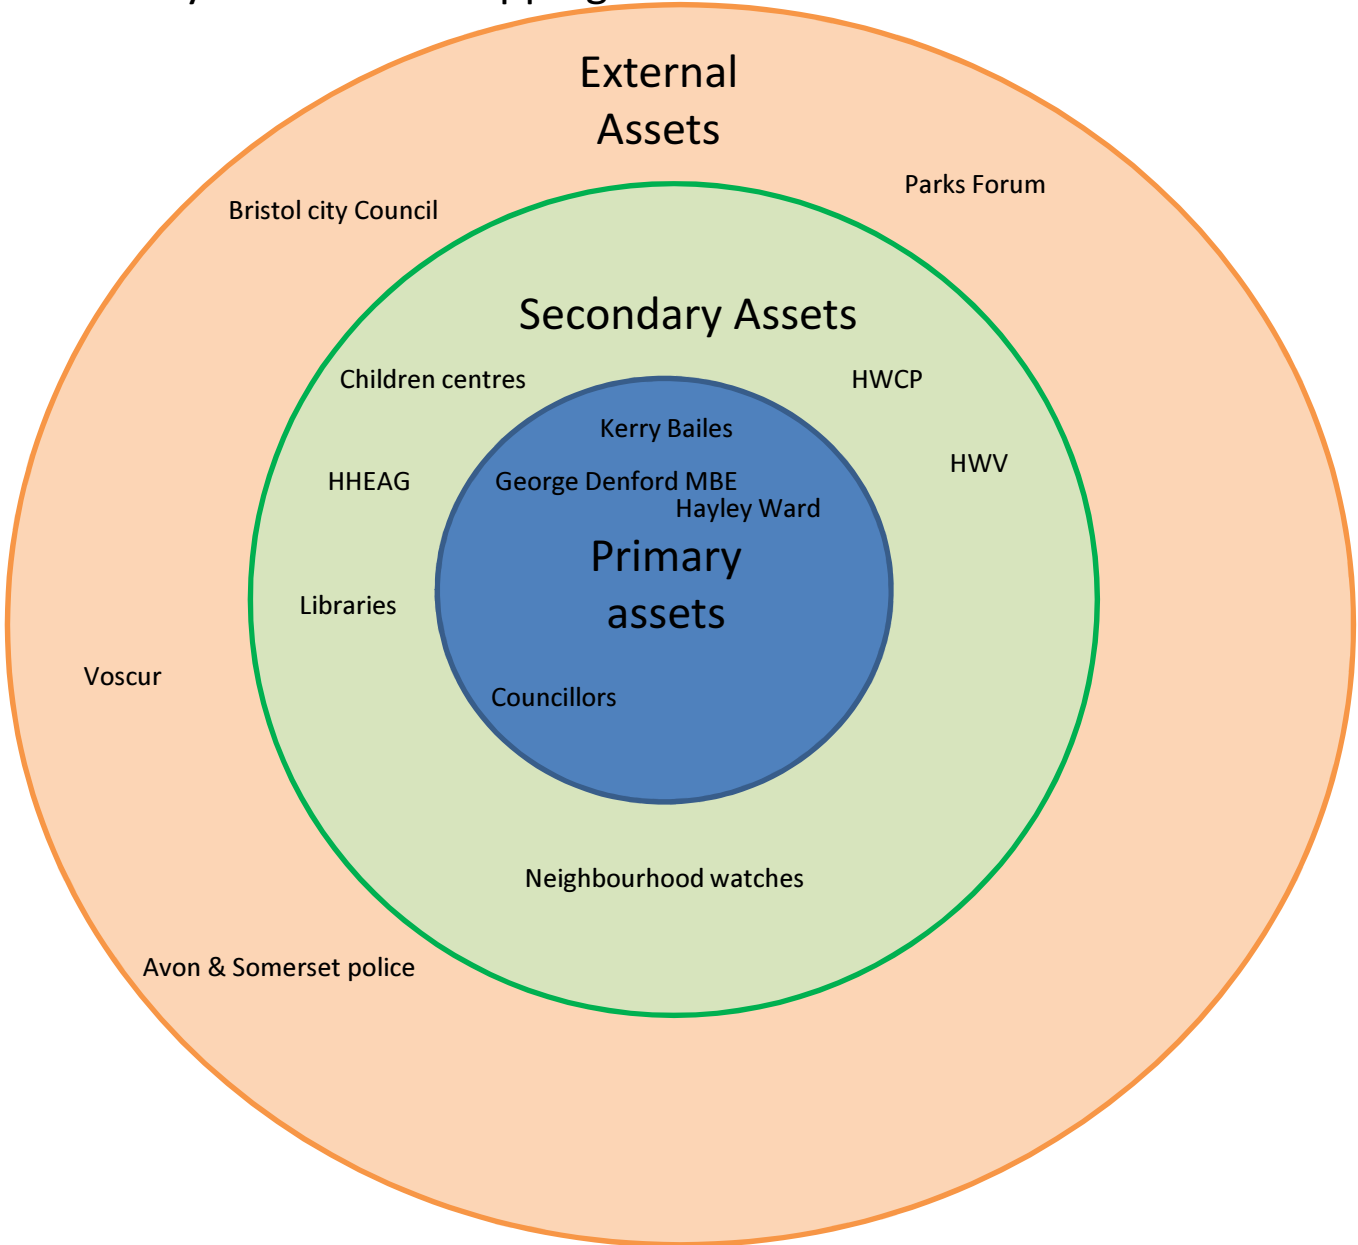 External
Assets
Parks Forum
Bristol city Council
Secondary Assets
Children centres
HWCP
Kerry Bailes
HWV
HHEAG
George Denford MBE
Hayley Ward
Primary
assets
Libraries
Voscur
Councillors
Neighbourhood watches
Avon & Somerset police